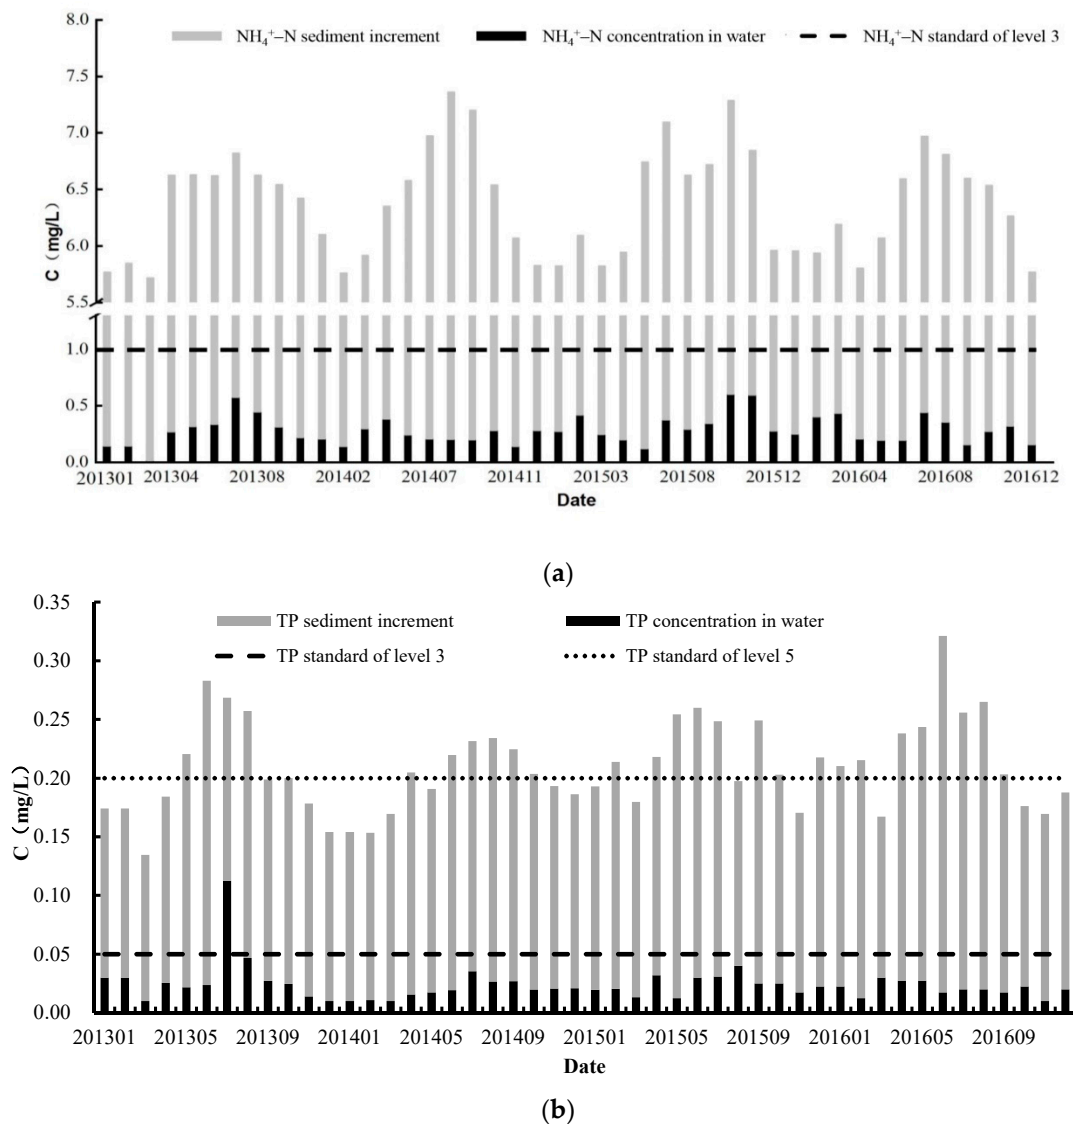 8.0
NH₄⁺–N sediment increment NH₄⁺–N concentration in water NH₄⁺–N standard of level 3
7.5
7.0
6.5
6.0
5.5
1.0
0.5
0.0
C（mg/L）
201301 201304 201308 201402 201407 201411 201503 201508 201512 201604 201608 201612
Date
(a)
0.35
TP sediment increment TP concentration in water
TP standard of level 3 TP standard of level 5
0.30
0.25
0.20
0.15
0.10
0.05
0.00
C（mg/L）
201301 201305 201309 201401 201405 201409 201501 201505 201509 201601 201605 201609
Date
(b)